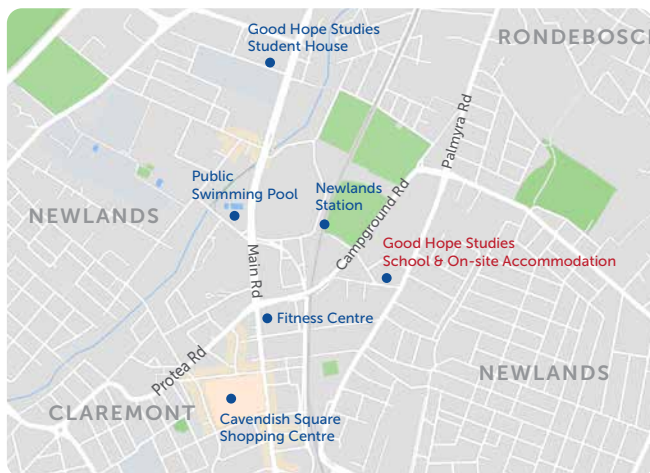 Good Hope Studies
Student House
RONDEBOSCH
Palmyra Rd
Public
Swimming Pool
Newlands
Station
NEWLANDS
Campground Rd
Good Hope Studies
School & On-site Accommodation
Main Rd
Fitness Centre
Protea Rd
NEWLANDS
CLAREMONT
Cavendish Square
Shopping Centre